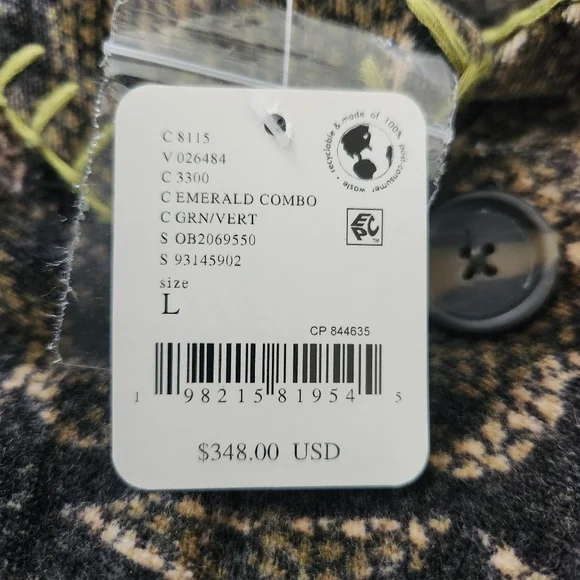 C 8115
V 026484
C 3300
C EMERALD COMBO
C GRN/VERT
S OB2069550
S 93145902
size
L
recyclable & made of 100% post-consumer waste •
EPC™
CP 844635
1 98215 81954 5
$348.00 USD